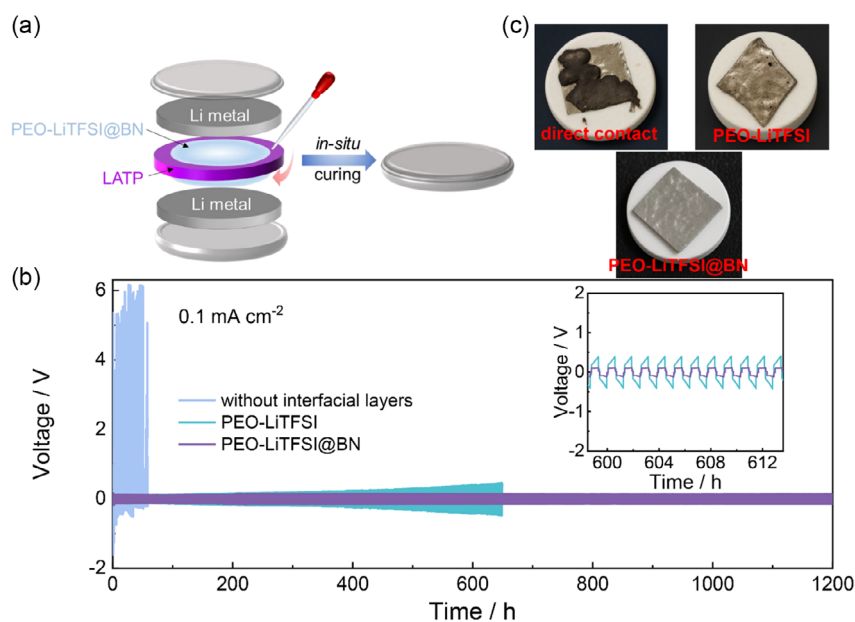 (a)
Li metal
PEO-LiTFSI@BN
LATP
Li metal
in-situ
curing
(c)
direct contact
PEO-LiTFSI
PEO-LiTFSI@BN
(b)
6
4
2
0
-2
Voltage / V
0.1 mA cm⁻²
without interfacial layers
PEO-LiTFSI
PEO-LiTFSI@BN
2
1
0
-1
-2
Voltage / V
600 604 608 612
Time / h
0 200 400 600 800 1000 1200
Time / h